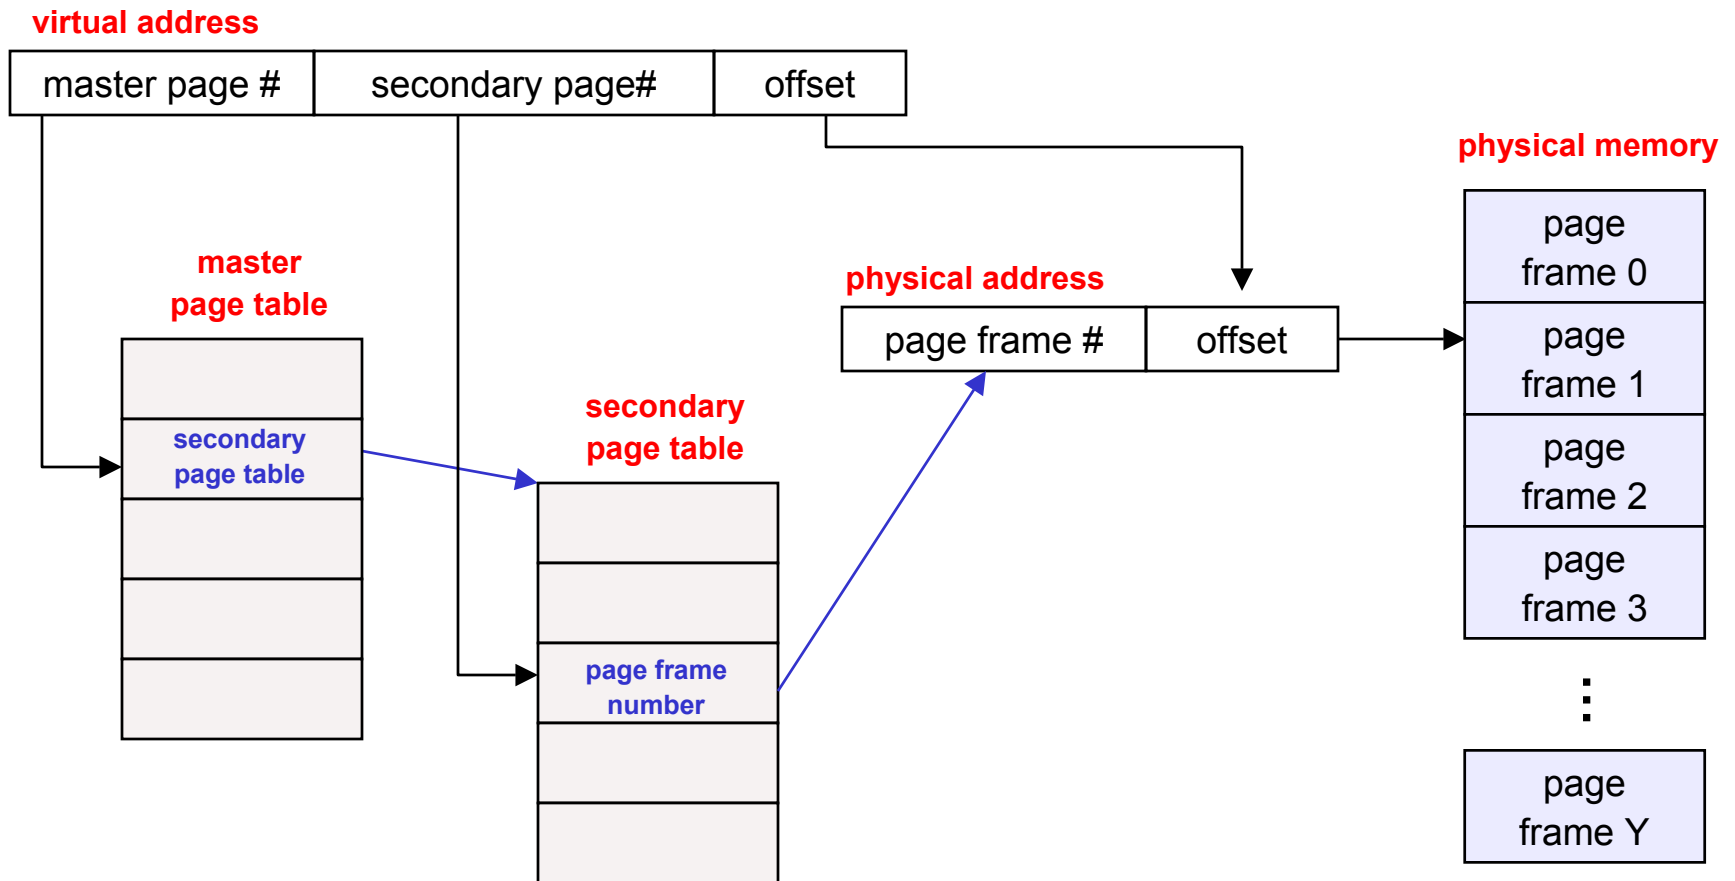 virtual address
master page #
secondary page#
offset
physical memory
page
frame 0
master
page table
physical address
page frame #
offset
page
frame 1
secondary
page table
secondary
page table
page
frame 2
page
frame 3
page frame
number
page
frame Y